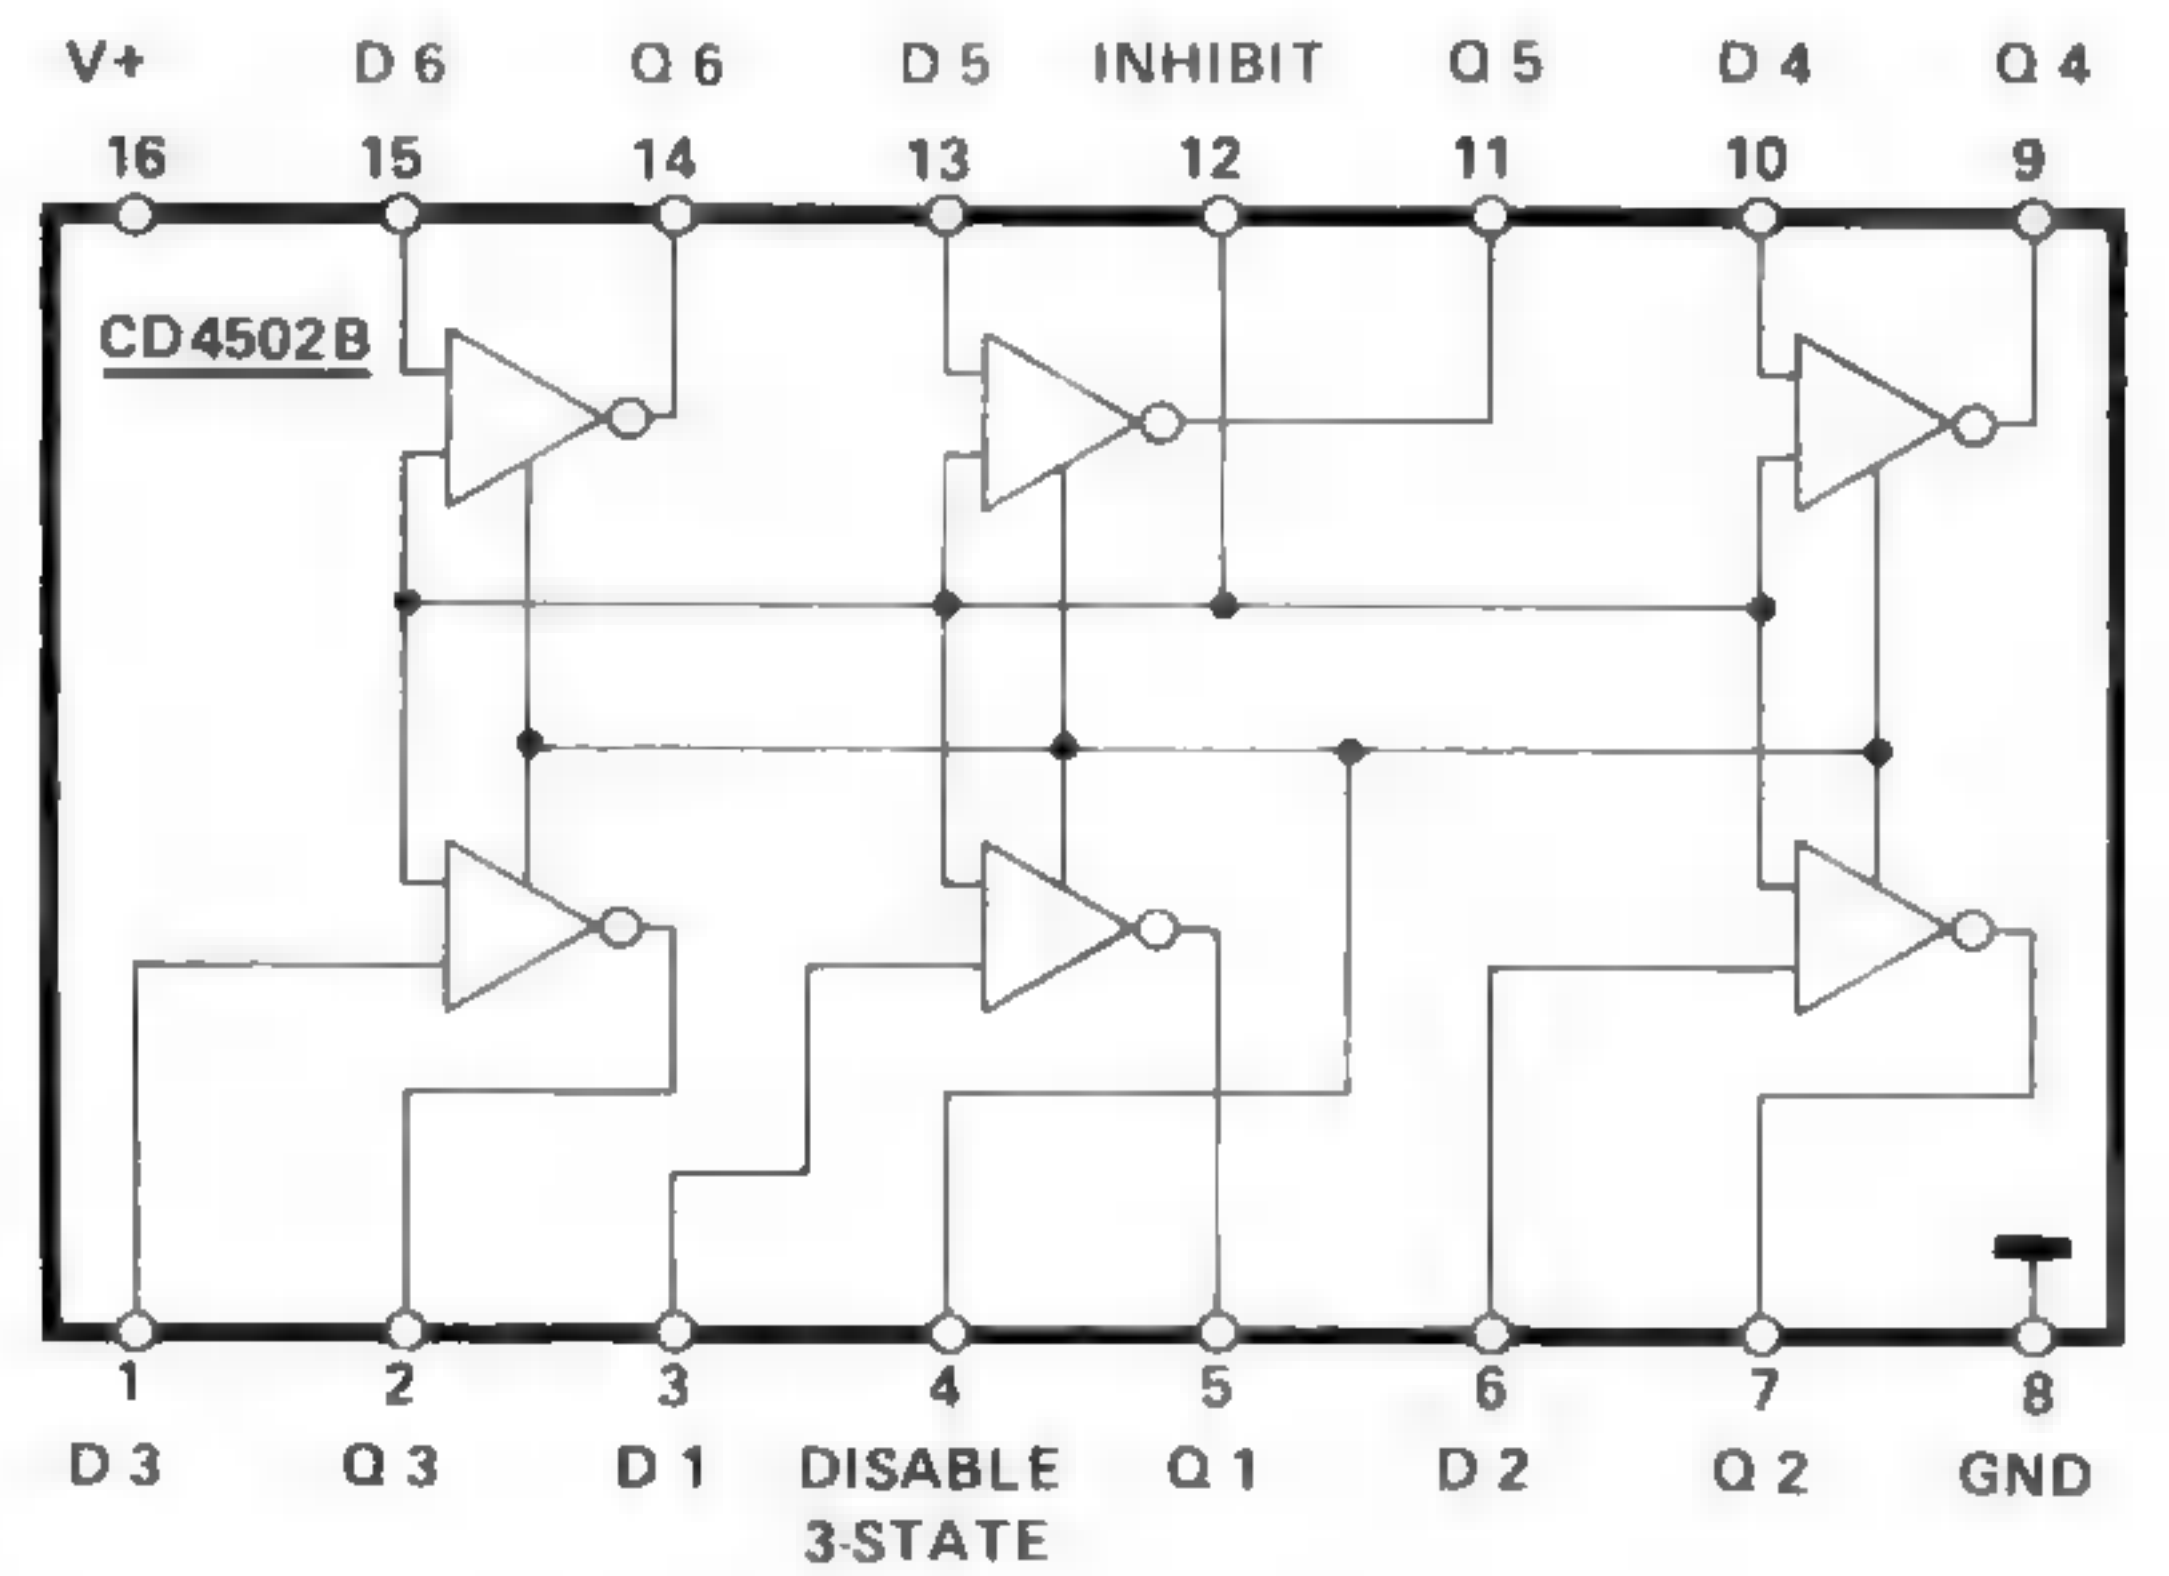 V+ D 6 Q 6 D 5 INHIBIT Q 5 D 4 Q 4
16 15 14 13 12 11 10 9
CD4502B
1 2 3 4 5 6 7 8
D 3 Q 3 D 1 DISABLE Q 1 D 2 Q 2 GND
3-STATE